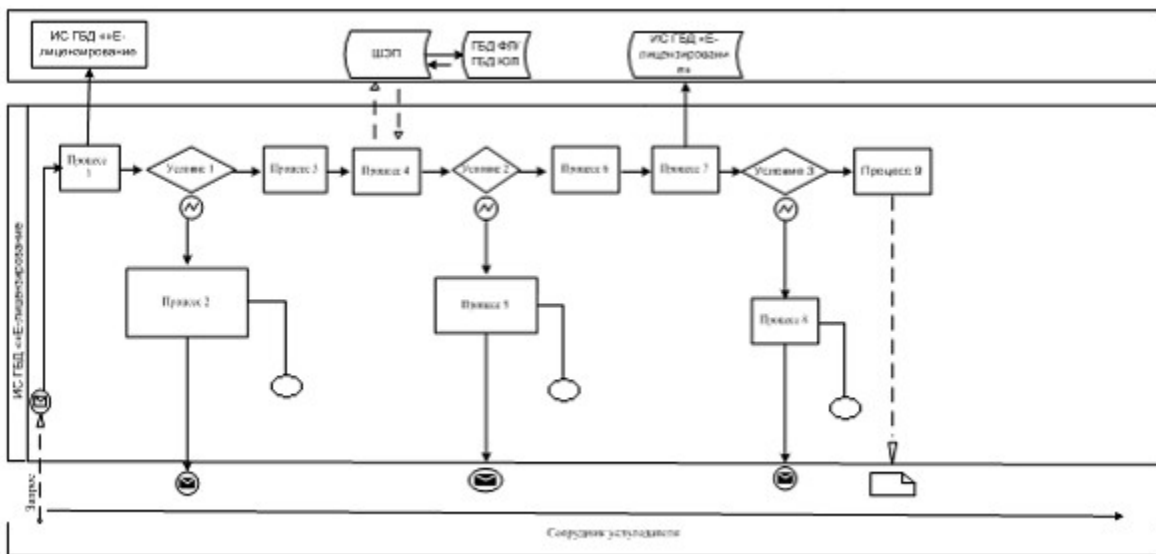 ИС ГБД ««Е-
лицензирование
ШЭП
ГБД ФЛ/
ГБД ЮЛ
ИС ГБД «Е-
лицензировани
е»
Процесс
1
Условие 1
Процесс 3
Процесс 4
Условие 2
Процесс 6
Процесс 7
Условие 3
Процесс 9
Процесс 2
Процесс 5
Процесс 8
ИС ГБД ««Е-лицензирование
Запрос
Сотрудник услугодателя